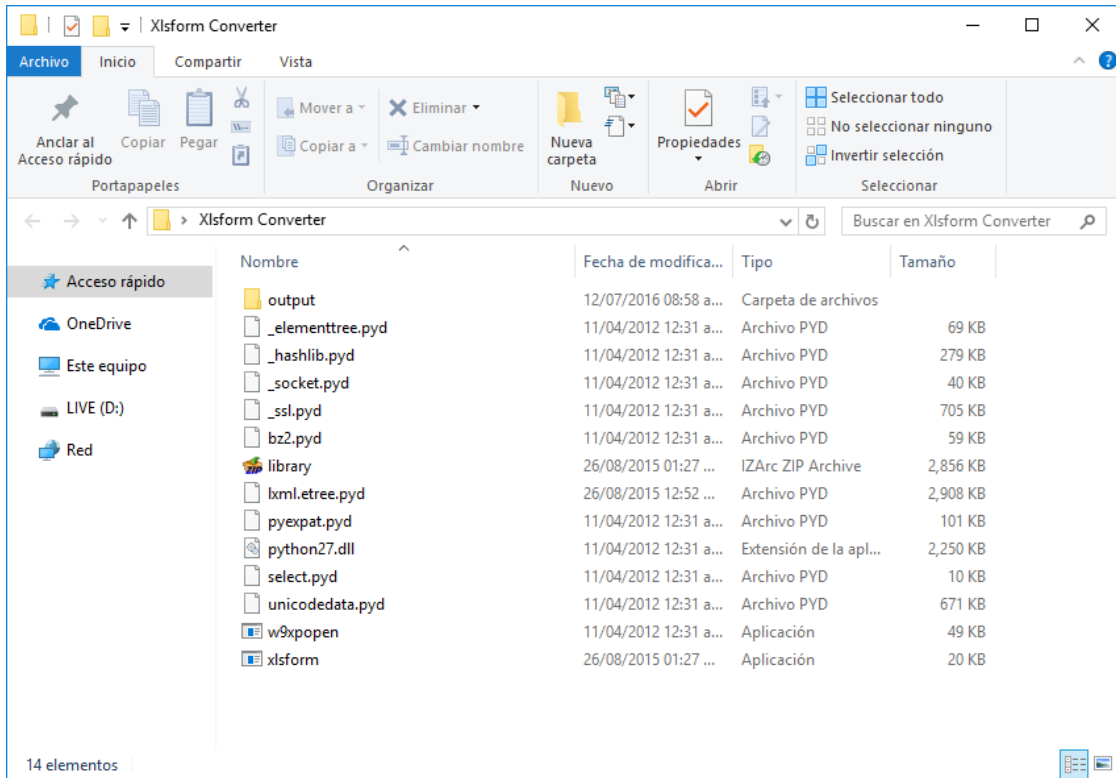 Xlsform Converter
Archivo Inicio Compartir Vista
Anclar al Acceso rápido
Copiar
Pegar
Mover a
Copiar a
Eliminar
Cambiar nombre
Nueva carpeta
Propiedades
Seleccionar todo
No seleccionar ninguno
Invertir selección
Portapapeles Organizar Nuevo Abrir Seleccionar
Xlsform Converter
Buscar en Xlsform Converter
Acceso rápido
OneDrive
Este equipo
LIVE (D:)
Red
Nombre Fecha de modifica... Tipo Tamaño
output 12/07/2016 08:58 a... Carpeta de archivos
_elementtree.pyd 11/04/2012 12:31 a... Archivo PYD 69 KB
_hashlib.pyd 11/04/2012 12:31 a... Archivo PYD 279 KB
_socket.pyd 11/04/2012 12:31 a... Archivo PYD 40 KB
_ssl.pyd 11/04/2012 12:31 a... Archivo PYD 705 KB
bz2.pyd 11/04/2012 12:31 a... Archivo PYD 59 KB
library 26/08/2015 01:27 ... IZArc ZIP Archive 2,856 KB
lxml.etree.pyd 26/08/2015 12:52 ... Archivo PYD 2,908 KB
pyexpat.pyd 11/04/2012 12:31 a... Archivo PYD 101 KB
python27.dll 11/04/2012 12:31 a... Extensión de la apl... 2,250 KB
select.pyd 11/04/2012 12:31 a... Archivo PYD 10 KB
unicodedata.pyd 11/04/2012 12:31 a... Archivo PYD 671 KB
w9xpopen 11/04/2012 12:31 a... Aplicación 49 KB
xlsform 26/08/2015 01:27 ... Aplicación 20 KB
14 elementos